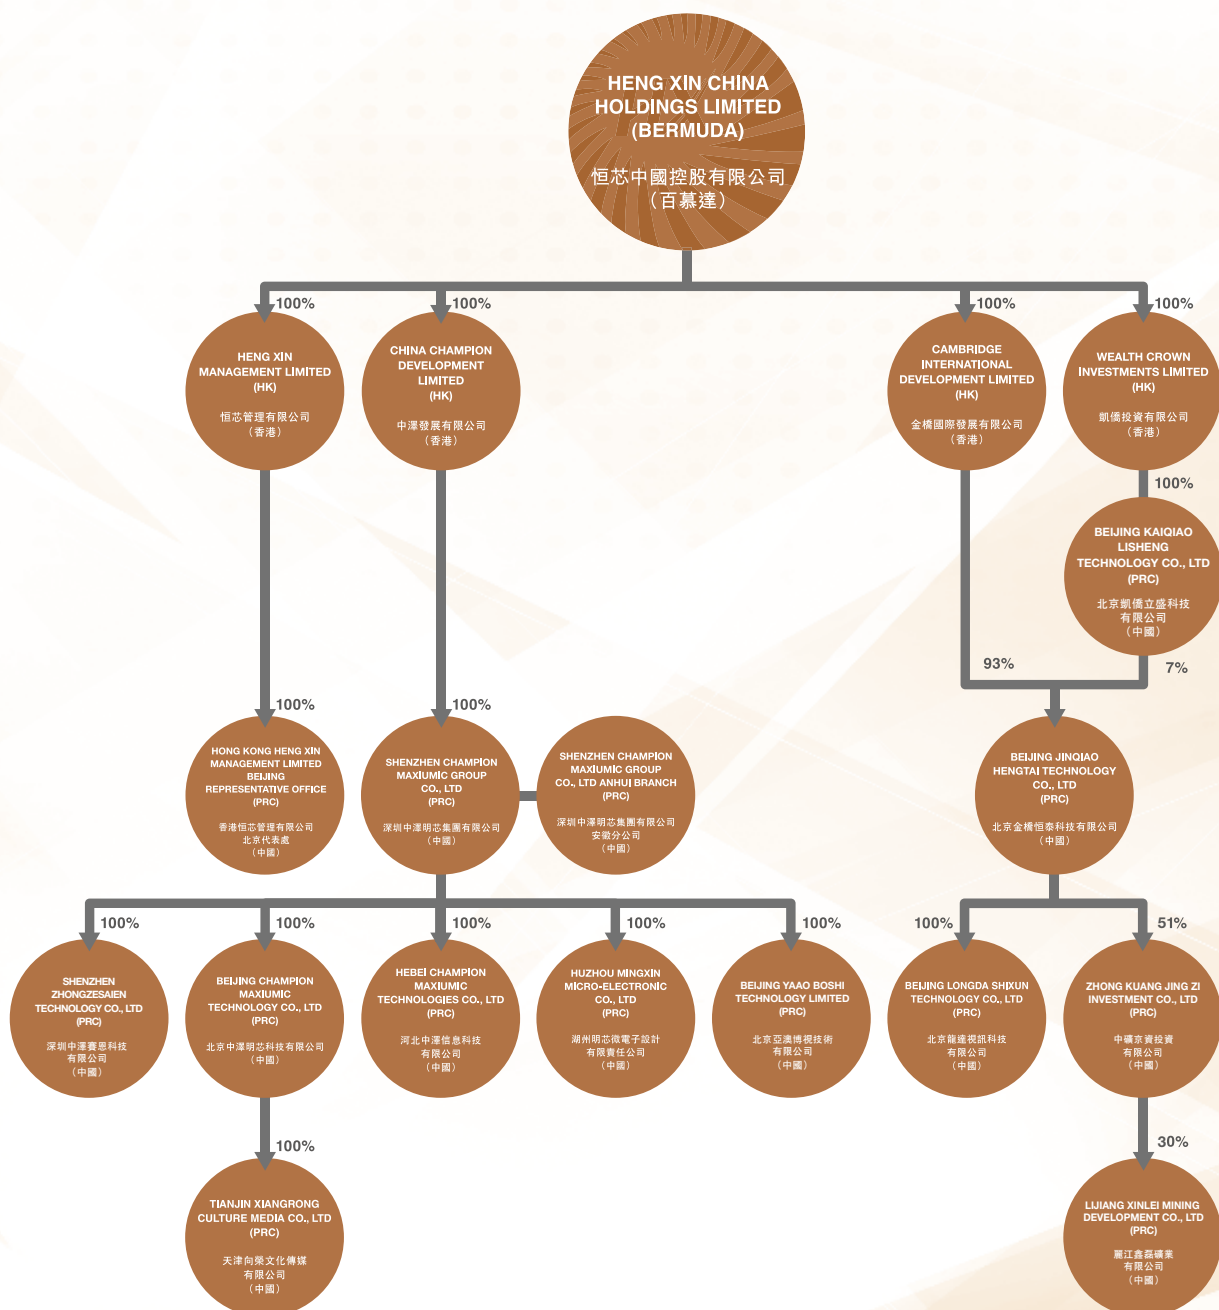 HENG XIN CHINA
HOLDINGS LIMITED
(BERMUDA)
恒芯中國控股有限公司
（百慕達）
100%
100%
100%
100%
HENG XIN
MANAGEMENT LIMITED
(HK)
恒芯管理有限公司
（香港）
CHINA CHAMPION
DEVELOPMENT
LIMITED
(HK)
中澤發展有限公司
（香港）
CAMBRIDGE
INTERNATIONAL
DEVELOPMENT LIMITED
(HK)
金橋國際發展有限公司
（香港）
WEALTH CROWN
INVESTMENTS LIMITED
(HK)
凱僑投資有限公司
（香港）
100%
BEIJING KAIQIAO
LISHENG
TECHNOLOGY CO., LTD
(PRC)
北京凱僑立盛科技
有限公司
（中國）
93%
7%
100%
100%
HONG KONG HENG XIN
MANAGEMENT LIMITED
BEIJING
REPRESENTATIVE OFFICE
(PRC)
香港恒芯管理有限公司
北京代表處
（中國）
SHENZHEN CHAMPION
MAXIUMIC GROUP
CO., LTD
(PRC)
深圳中澤明芯集團有限公司
（中國）
SHENZHEN CHAMPION
MAXIUMIC GROUP
CO., LTD ANHUI BRANCH
(PRC)
深圳中澤明芯集團有限公司
安徽分公司
（中國）
BEIJING JINQIAO
HENGTAI TECHNOLOGY
CO., LTD
(PRC)
北京金橋恒泰科技有限公司
（中國）
100%
100%
100%
100%
100%
100%
51%
SHENZHEN
ZHONGZESAIEN
TECHNOLOGY CO., LTD
(PRC)
深圳中澤賽恩科技
有限公司
（中國）
BEIJING CHAMPION
MAXIUMIC
TECHNOLOGY CO., LTD
(PRC)
北京中澤明芯科技有限公司
（中國）
HEBEI CHAMPION
MAXIUMIC
TECHNOLOGIES CO., LTD
(PRC)
河北中澤信息科技
有限公司
（中國）
HUZHOU MINGXIN
MICRO-ELECTRONIC
CO., LTD
(PRC)
湖州明芯微電子設計
有限責任公司
（中國）
BEIJING YAAO BOSHI
TECHNOLOGY LIMITED
(PRC)
北京亞澳博視技術
有限公司
（中國）
BEIJING LONGDA SHIXUN
TECHNOLOGY CO., LTD
(PRC)
北京龍達視訊科技
有限公司
（中國）
ZHONG KUANG JING ZI
INVESTMENT CO., LTD
(PRC)
中礦京資投資
有限公司
（中國）
100%
30%
TIANJIN XIANGRONG
CULTURE MEDIA CO., LTD
(PRC)
天津向榮文化傳媒
有限公司
（中國）
LIJIANG XINLEI MINING
DEVELOPMENT CO., LTD
(PRC)
麗江鑫磊礦業
有限公司
（中國）